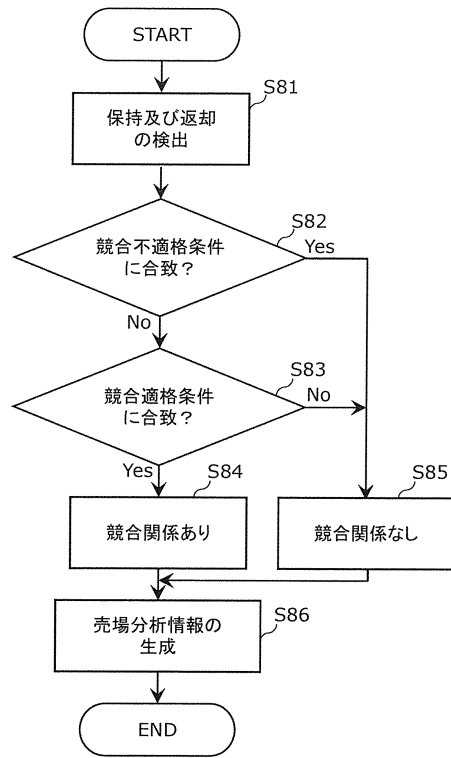 START
S81
保持及び返却
の検出
S82
競合不適格条件
に合致?
Yes
No
S83
競合適格条件
に合致?
No
Yes
S84
競合関係あり
S85
競合関係なし
S86
売場分析情報の
生成
END